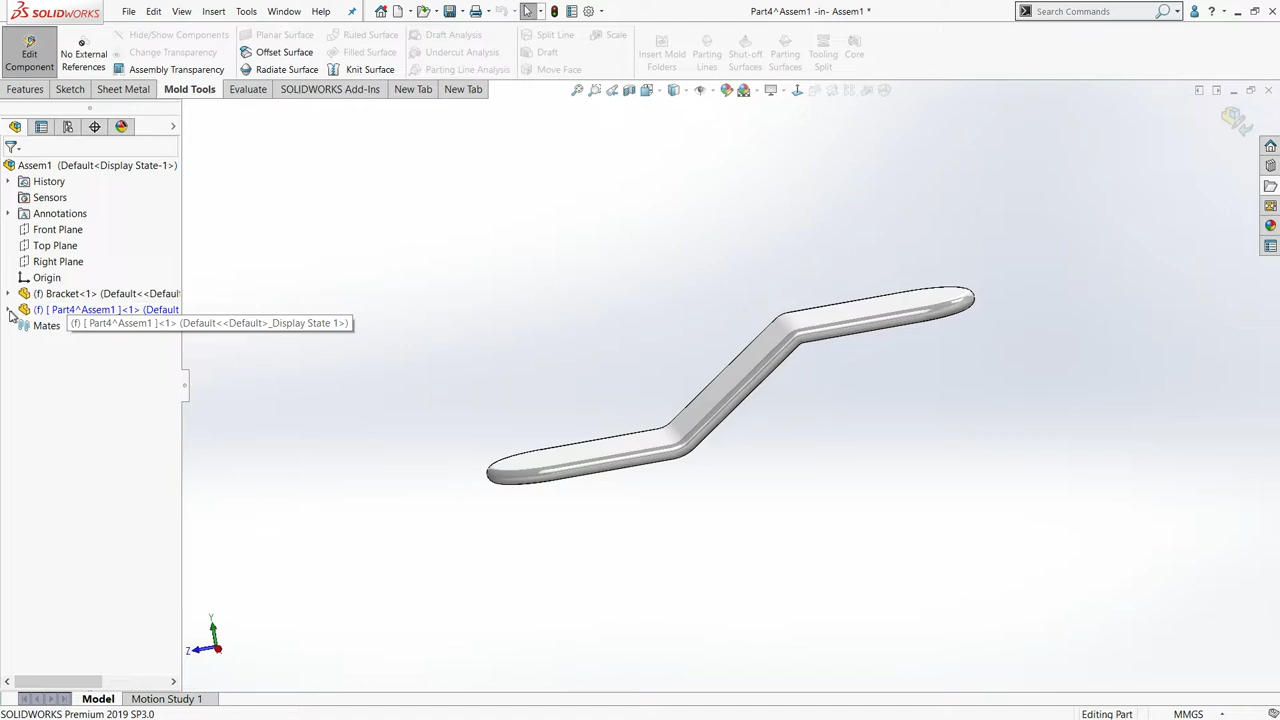 SOLIDWORKS File Edit View Insert Tools Window Help Part4^Assem1 -in- Assem1 * Search Commands ?
Edit Component No External References Hide/Show Components Change Transparency Assembly Transparency
Planar Surface Offset Surface Radiate Surface Ruled Surface Filled Surface Knit Surface
Draft Analysis Undercut Analysis Parting Line Analysis Split Line Draft Move Face Scale
Insert Mold Folders Parting Lines Shut-off Surfaces Parting Surfaces Tooling Split Core
Features Sketch Sheet Metal Mold Tools Evaluate SOLIDWORKS Add-Ins New Tab New Tab
Assem1 (Default<Display State-1>)
History
Sensors
Annotations
Front Plane
Top Plane
Right Plane
Origin
(f) Bracket<1> (Default<<Defaul
(f) [ Part4^Assem1 ]<1> (Default
Mates
(f) [ Part4^Assem1 ]<1> (Default<<Default>_Display State 1>)
Y
Z
Model Motion Study 1
SOLIDWORKS Premium 2019 SP3.0 Editing Part MMGS